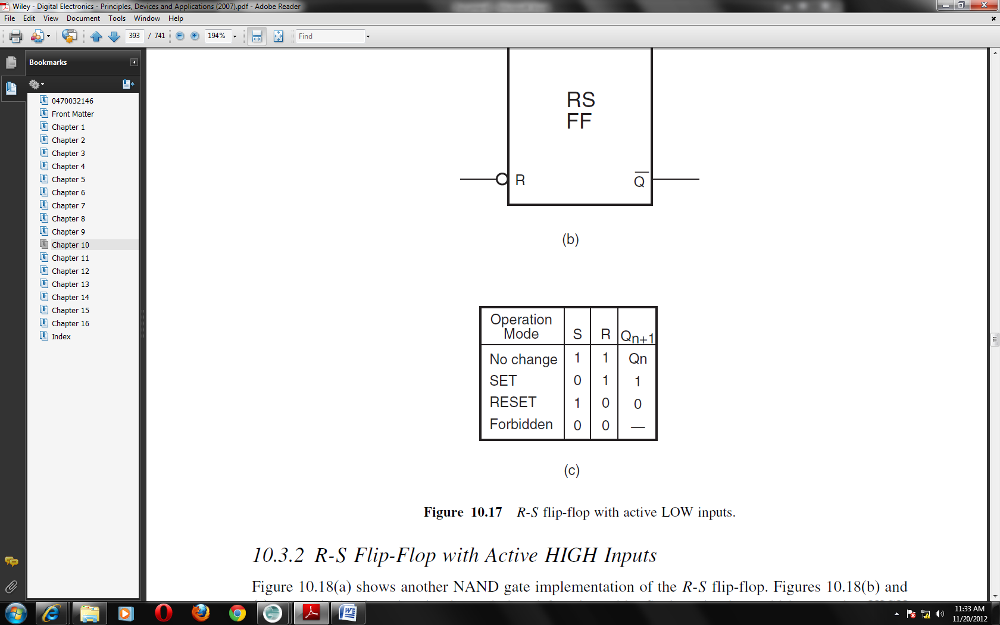 Wiley - Digital Electronics - Principles, Devices and Applications (2007).pdf - Adobe Reader
File Edit View Document Tools Window Help
393 / 741 194% Find
Bookmarks
0470032146
Front Matter
Chapter 1
Chapter 2
Chapter 3
Chapter 4
Chapter 5
Chapter 6
Chapter 7
Chapter 8
Chapter 9
Chapter 10
Chapter 11
Chapter 12
Chapter 13
Chapter 14
Chapter 15
Chapter 16
Index
RS
FF
R Q̅
(b)
Operation
Mode S R Qn+1
No change 1 1 Qn
SET 0 1 1
RESET 1 0 0
Forbidden 0 0 —
(c)
Figure 10.17 R-S flip-flop with active LOW inputs.
10.3.2 R-S Flip-Flop with Active HIGH Inputs
Figure 10.18(a) shows another NAND gate implementation of the R-S flip-flop. Figures 10.18(b) and
11:33 AM
11/20/2012